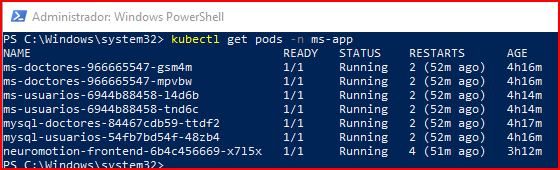 Administrador: Windows PowerShell
PS C:\Windows\system32> kubectl get pods -n ms-app
NAME READY STATUS RESTARTS AGE
ms-doctores-966665547-gsm4m 1/1 Running 2 (52m ago) 4h16m
ms-doctores-966665547-mpvbw 1/1 Running 2 (52m ago) 4h16m
ms-usuarios-6944b88458-l4d6b 1/1 Running 2 (52m ago) 4h14m
ms-usuarios-6944b88458-tnd6c 1/1 Running 2 (52m ago) 4h14m
mysql-doctores-84467cdb59-ttdf2 1/1 Running 2 (52m ago) 4h17m
mysql-usuarios-54fb7bd54f-48zb4 1/1 Running 2 (52m ago) 4h16m
neuromotion-frontend-6b4c456669-x7l5x 1/1 Running 4 (51m ago) 3h12m
PS C:\Windows\system32>